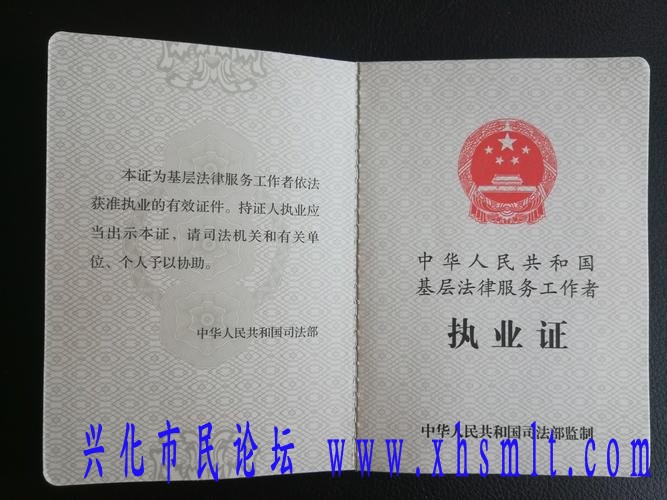 本证为基层法律服务工作者依法
获准执业的有效证件。持证人执业应
当出示本证，请司法机关和有关单
位、个人予以协助。
中华人民共和国司法部
中华人民共和国
基层法律服务工作者
执业证
中华人民共和国司法部监制
兴化市民论坛 www.xhsmlt.com